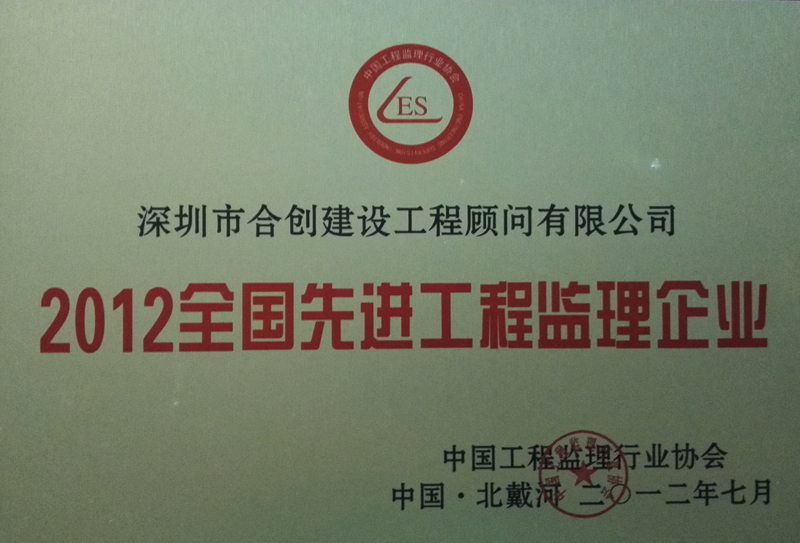 中国工程监理行业协会
ES
深圳市合创建设工程顾问有限公司
2012全国先进工程监理企业
中国工程监理行业协会
中国·北戴河 二〇一二年七月